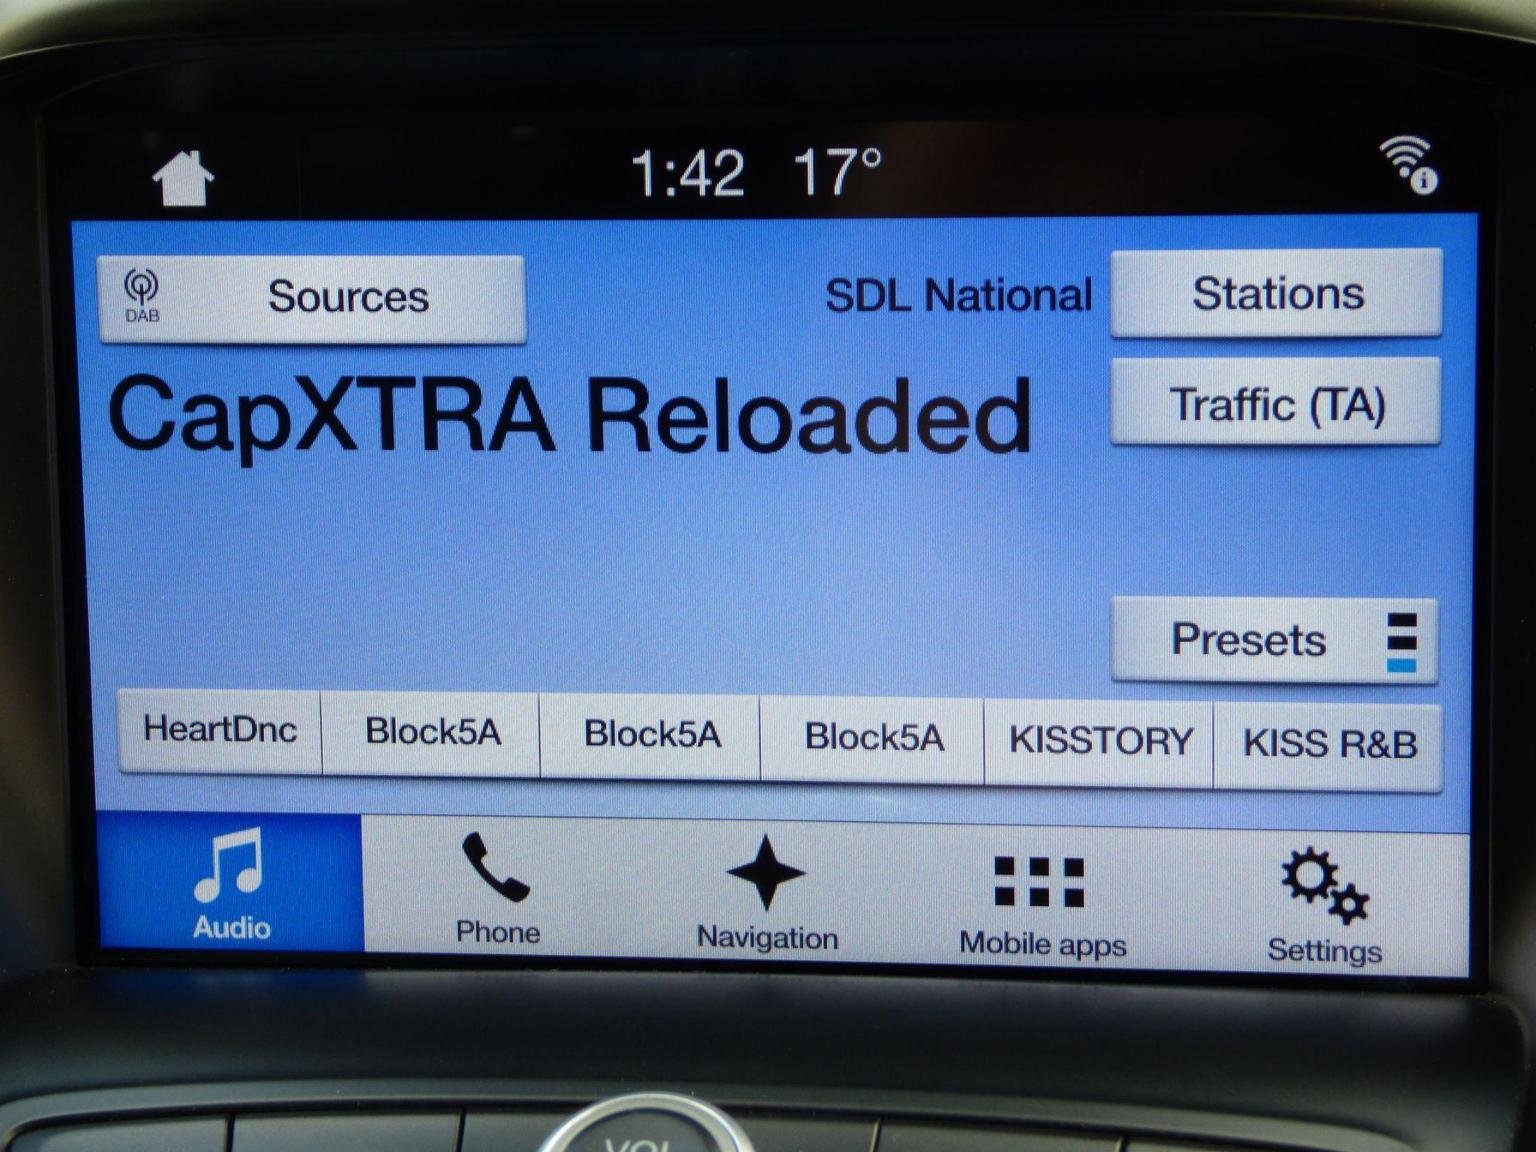 1:42 17°
DAB
Sources
SDL National
Stations
CapXTRA Reloaded
Traffic (TA)
Presets
HeartDnc
Block5A
Block5A
Block5A
KISSTORY
KISS R&B
Audio
Phone
Navigation
Mobile apps
Settings
VOL